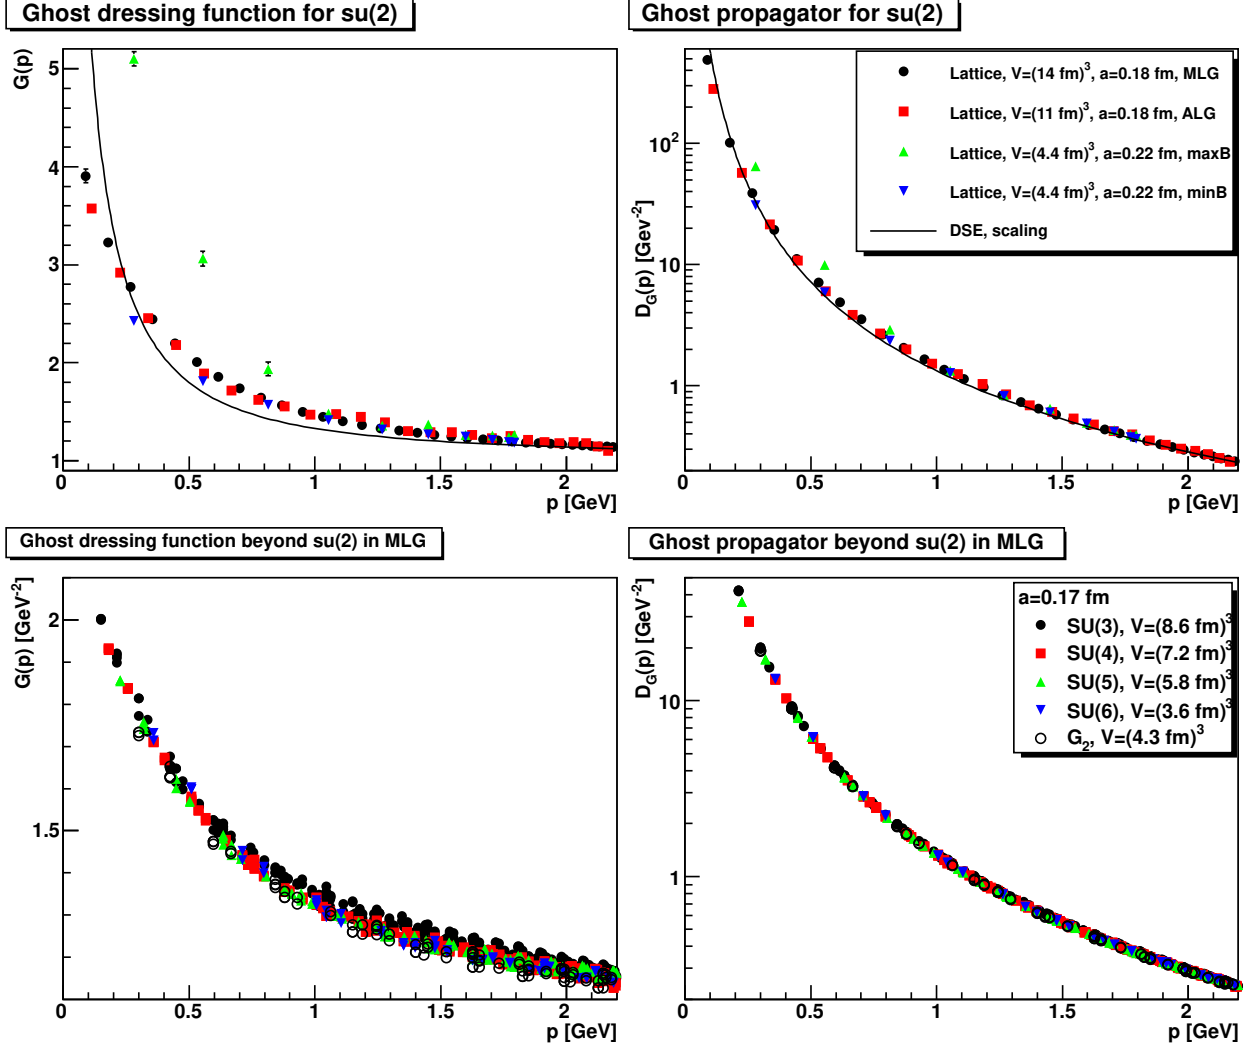 Ghost dressing function for su(2)
G(p)
5
4
3
2
1
0
0.5
1
1.5
2
p [GeV]
Ghost propagator for su(2)
D_G(p) [Gev^-2]
10^2
10
1
Lattice, V=(14 fm)^3, a=0.18 fm, MLG
Lattice, V=(11 fm)^3, a=0.18 fm, ALG
Lattice, V=(4.4 fm)^3, a=0.22 fm, maxB
Lattice, V=(4.4 fm)^3, a=0.22 fm, minB
DSE, scaling
0
0.5
1
1.5
2
p [GeV]
Ghost dressing function beyond su(2) in MLG
G(p) [GeV^-2]
2
1.5
0
0.5
1
1.5
2
p [GeV]
Ghost propagator beyond su(2) in MLG
D_G(p) [GeV^-2]
10
1
a=0.17 fm
SU(3), V=(8.6 fm)^3
SU(4), V=(7.2 fm)^3
SU(5), V=(5.8 fm)^3
SU(6), V=(3.6 fm)^3
G_2, V=(4.3 fm)^3
0
0.5
1
1.5
2
p [GeV]